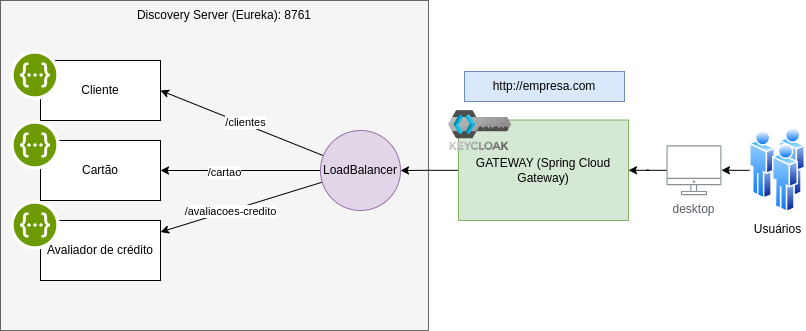 Discovery Server (Eureka): 8761
{···}
Cliente
/clientes
http://empresa.com
KEYCLOAK
{···}
Cartão
/cartao
LoadBalancer
GATEWAY (Spring Cloud
Gateway)
desktop
Usuários
{···}
Avaliador de crédito
/avaliacoes-credito